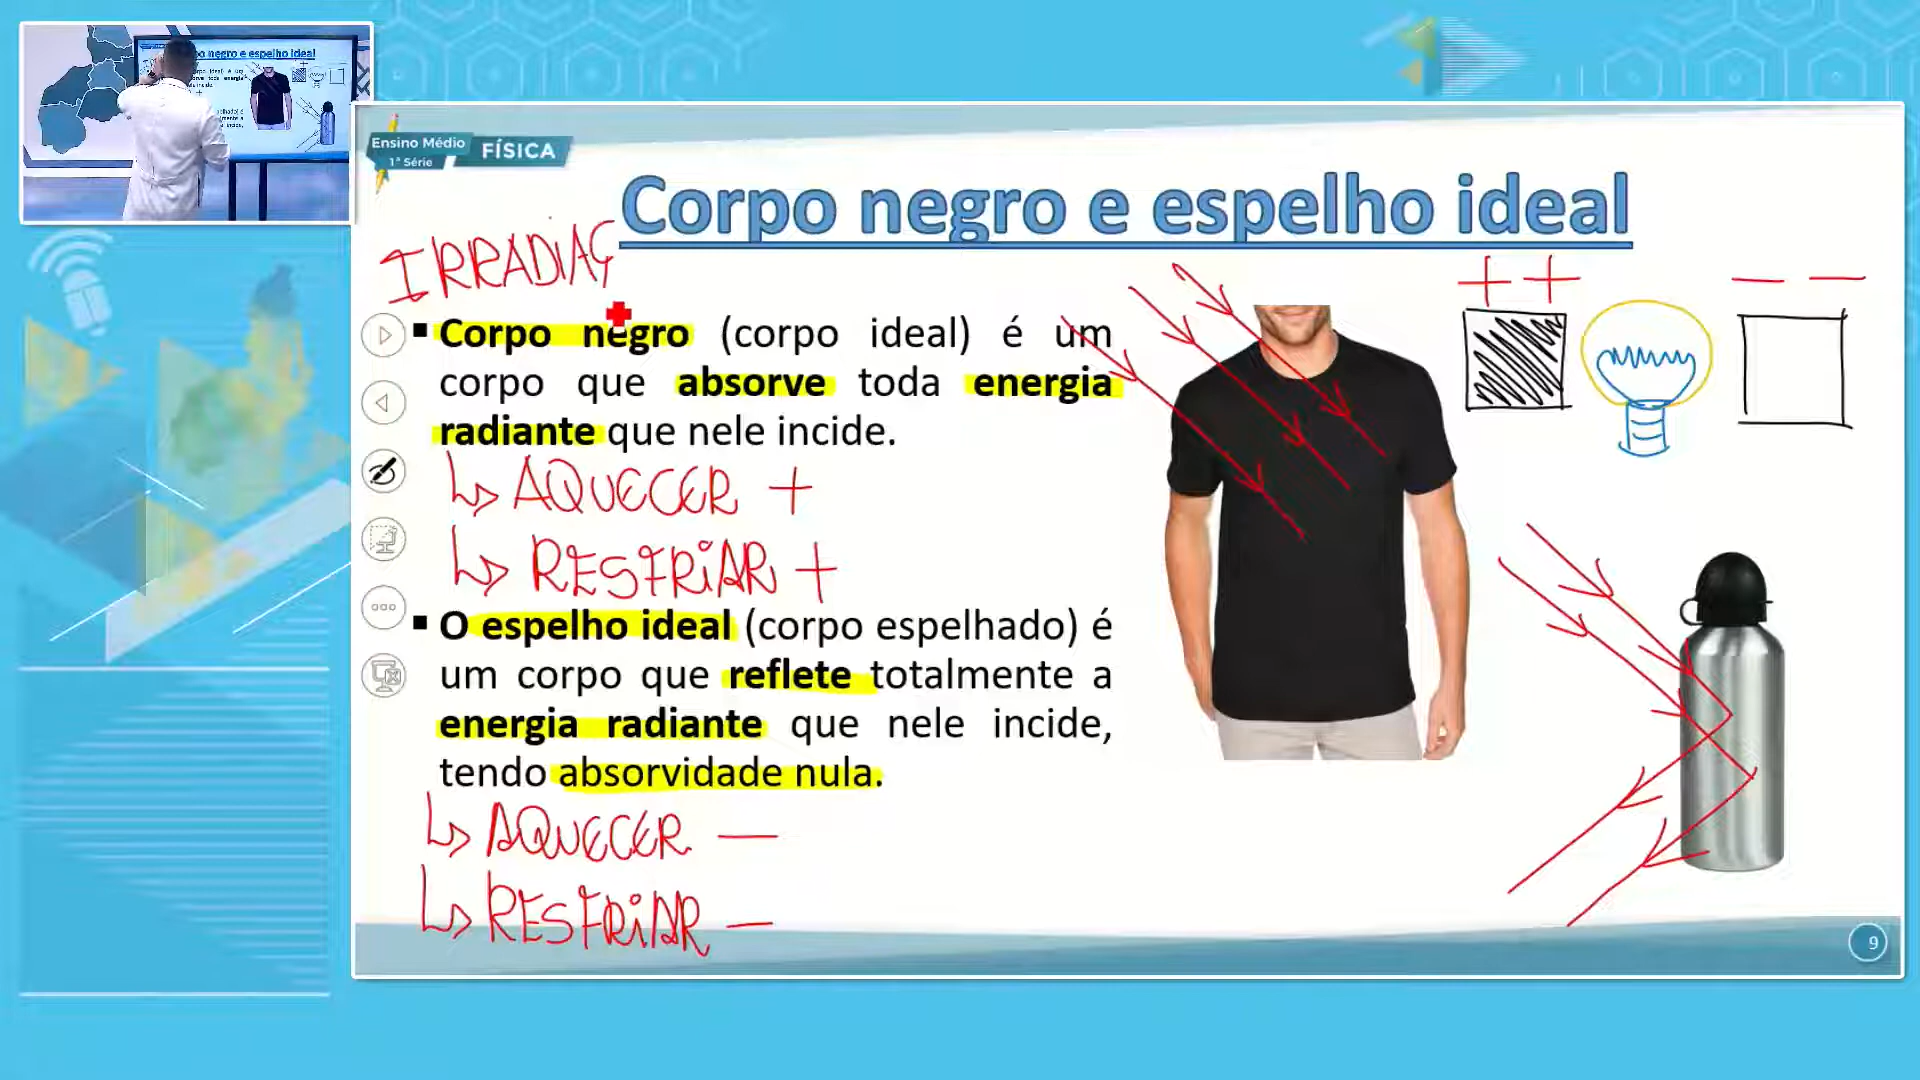 Ensino Médio
1ª Série
FÍSICA
Corpo negro e espelho ideal
IRRADIAÇ
▪ Corpo negro (corpo ideal) é um
corpo que absorve toda energia
radiante que nele incide.
↳ AQUECER +
↳ RESFRIAR +
▪ O espelho ideal (corpo espelhado) é
um corpo que reflete totalmente a
energia radiante que nele incide,
tendo absorvidade nula.
↳ AQUECER —
↳ RESFRIAR —
+ +
— —
9